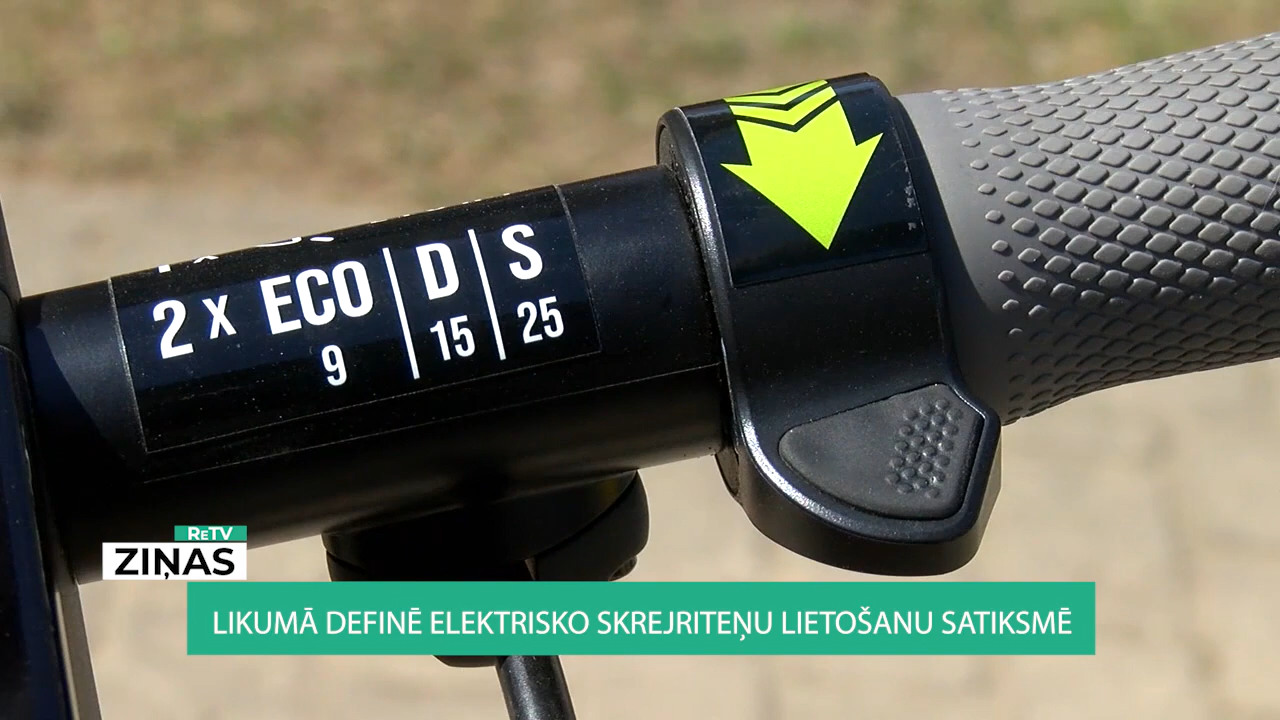 2 x ECO | D | S
9 | 15 | 25
ReTV
ZIŅAS
LIKUMĀ DEFINĒ ELEKTRISKO SKREJRITEŅU LIETOŠANU SATIKSMĒ